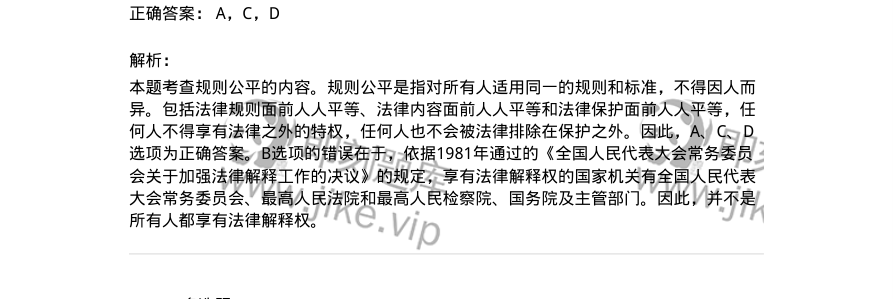 正确答案： A，C，D
解析：
本题考查规则公平的内容。规则公平是指对所有人适用同一的规则和标准，不得因人而
异。包括法律规则面前人人平等、法律内容面前人人平等和法律保护面前人人平等，任
何人不得享有法律之外的特权，任何人也不会被法律排除在保护之外。因此，A、C、D
选项为正确答案。B选项的错误在于，依据1981年通过的《全国人民代表大会常务委员
会关于加强法律解释工作的决议》的规定，享有法律解释权的国家机关有全国人民代表
大会常务委员会、最高人民法院和最高人民检察院、国务院及主管部门。因此，并不是
所有人都享有法律解释权。
即刻题库
www.jike.vip
即刻
www.jik